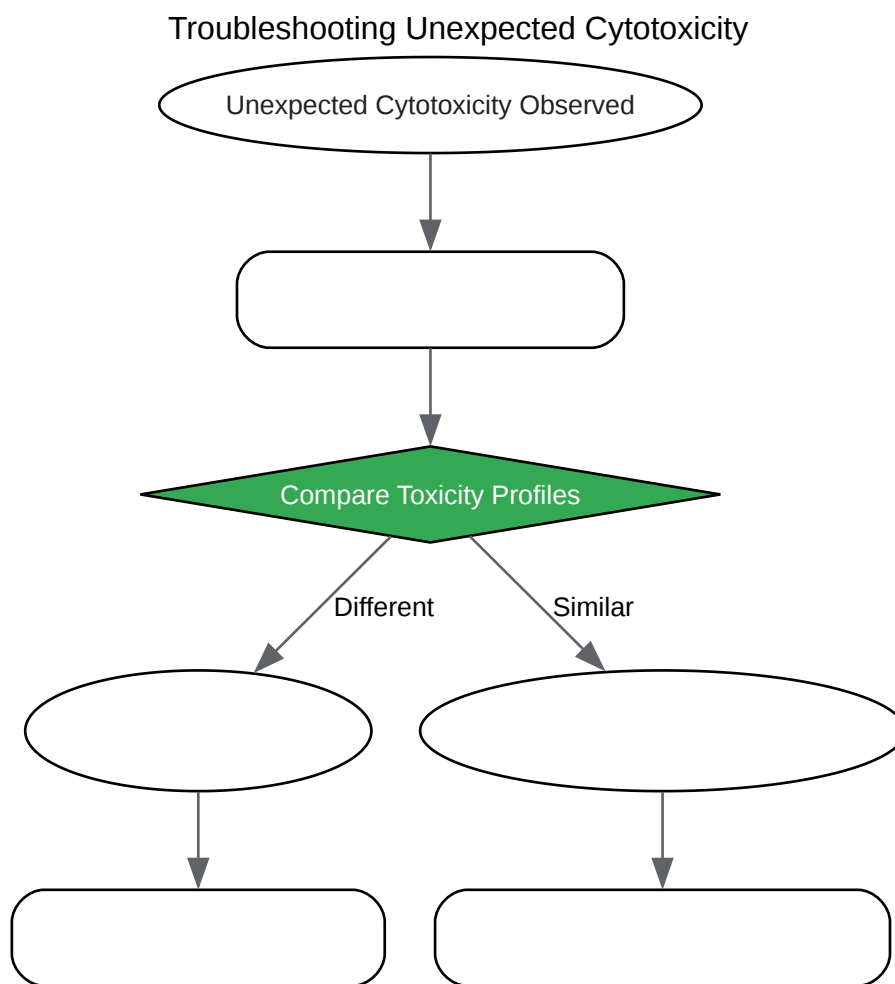 Troubleshooting Unexpected Cytotoxicity
Unexpected Cytotoxicity Observed
Compare Toxicity Profiles
Different
Similar